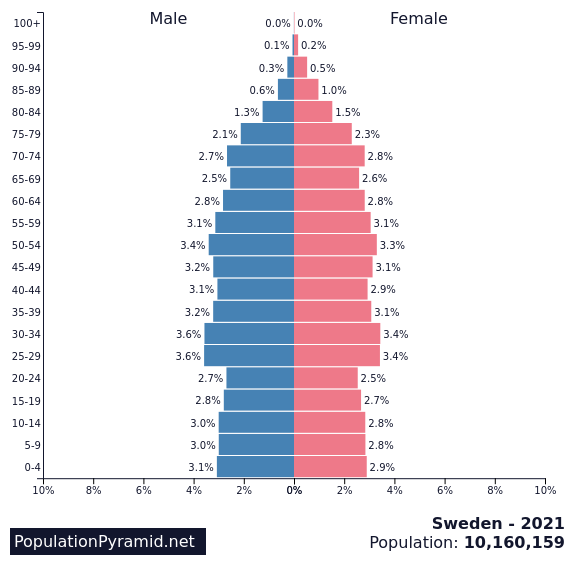 Male Female
100+ 0.0% 0.0%
95-99 0.1% 0.2%
90-94 0.3% 0.5%
85-89 0.6% 1.0%
80-84 1.3% 1.5%
75-79 2.1% 2.3%
70-74 2.7% 2.8%
65-69 2.5% 2.6%
60-64 2.8% 2.8%
55-59 3.1% 3.1%
50-54 3.4% 3.3%
45-49 3.2% 3.1%
40-44 3.1% 2.9%
35-39 3.2% 3.1%
30-34 3.6% 3.4%
25-29 3.6% 3.4%
20-24 2.7% 2.5%
15-19 2.8% 2.7%
10-14 3.0% 2.8%
5-9 3.0% 2.8%
0-4 3.1% 2.9%
10% 8% 6% 4% 2% 0% 2% 4% 6% 8% 10%
Sweden - 2021
PopulationPyramid.net Population: 10,160,159